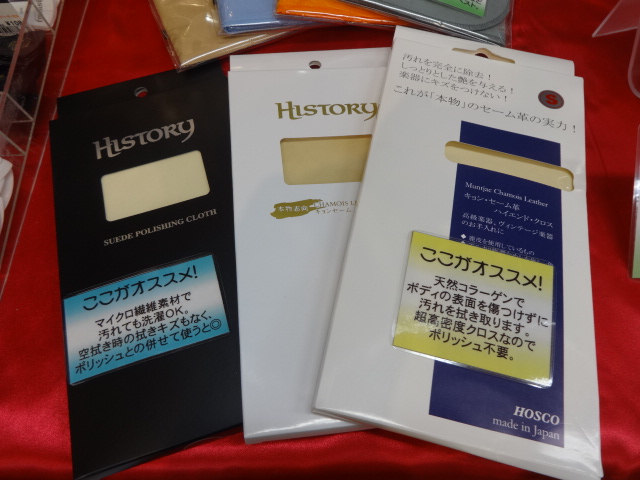 HISTORY
SUEDE POLISHING CLOTH
ここがオススメ!
マイクロ繊維素材で
汚れても洗濯OK。
空拭き時の拭きキズもなく、
ポリッシュとの併せて使うと◎
HISTORY
CHAMOIS LE
キョンセーム
汚れを完全に除去!
しっとりとした艶を与える!
楽器にキズをつけない!
これが「本物」のセーム革の実力!
S
Muntjac Chamois Leather
キョン・セーム革
ハイエンド・クロス
高級楽器、ヴィンテージ楽器
のお手入れに
ここがオススメ!
天然コラーゲンで
ボディの表面を傷つけずに
汚れを拭き取ります。
超高密度クロスなので
ポリッシュ不要。
HOSCO
made in Japan